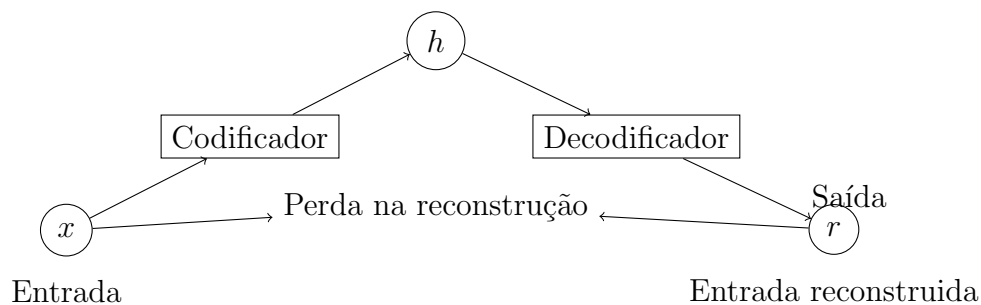 h
Codificador
Decodificador
Perda na reconstrução
Saída
x
r
Entrada
Entrada reconstruida